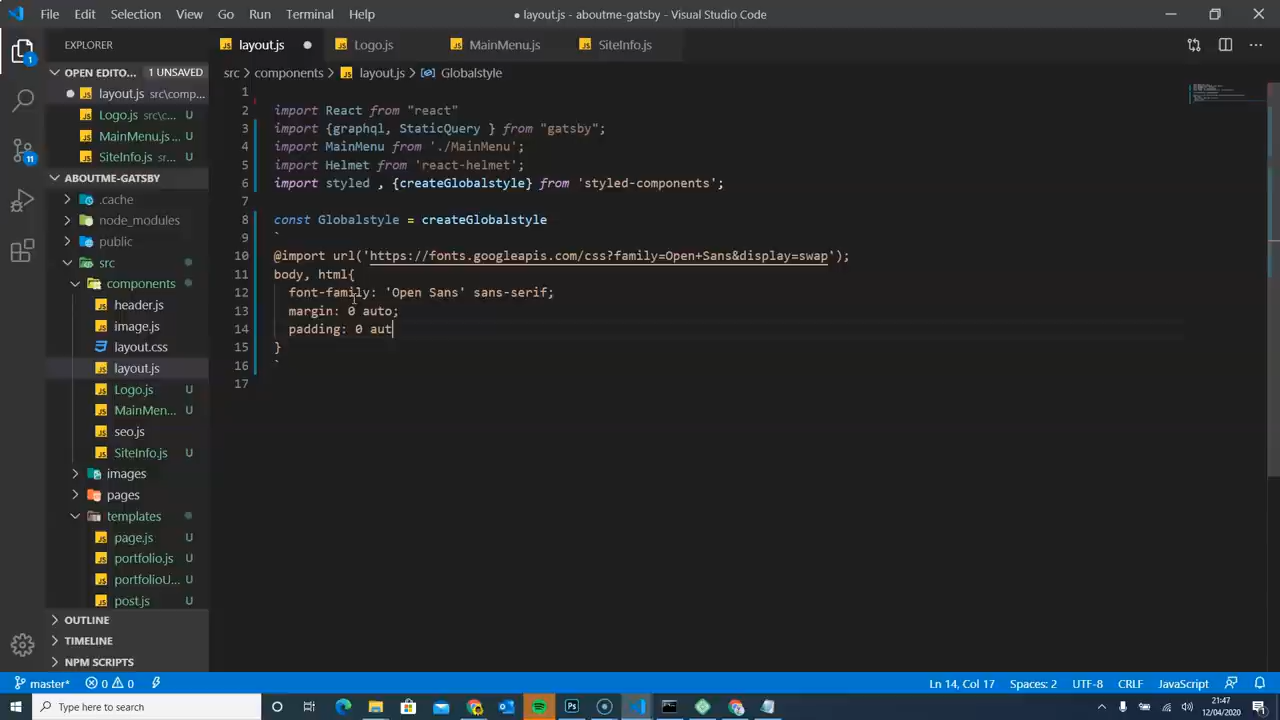 File Edit Selection View Go Run Terminal Help
● layout.js - aboutme-gatsby - Visual Studio Code
EXPLORER
OPEN EDITO... 1 UNSAVED
layout.js src\comp...
Logo.js src\c... U
MainMenu.js ... U
SiteInfo.js sr... U
ABOUTME-GATSBY
.cache
node_modules
public
src
components
header.js
image.js
layout.css
layout.js
Logo.js U
MainMen... U
seo.js
SiteInfo.js U
images
pages
templates
page.js U
portfolio.js U
portfolioU... U
post.js U
OUTLINE
TIMELINE
NPM SCRIPTS
1
11
layout.js Logo.js MainMenu.js SiteInfo.js
src > components > layout.js > Globalstyle
1
2 import React from "react"
3 import {graphql, StaticQuery } from "gatsby";
4 import MainMenu from './MainMenu';
5 import Helmet from 'react-helmet';
6 import styled , {createGlobalstyle} from 'styled-components';
7
8 const Globalstyle = createGlobalstyle
9 `
10 @import url('https://fonts.googleapis.com/css?family=Open+Sans&display=swap');
11 body, html{
12 font-family: 'Open Sans' sans-serif;
13 margin: 0 auto;
14 padding: 0 aut
15 }
16 `
17
master* 0 0 Ln 14, Col 17 Spaces: 2 UTF-8 CRLF JavaScript
Type here to search
21:47
12/04/2020